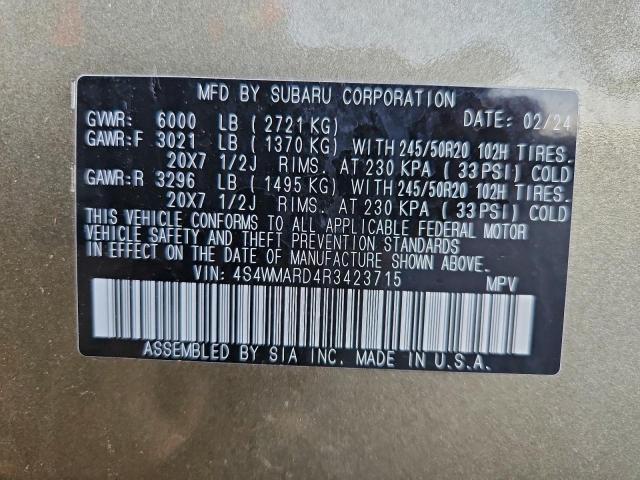 MFD BY SUBARU CORPORATION
GVWR: 6000 LB ( 2721 KG) DATE: 02/24
GAWR:F 3021 LB ( 1370 KG) WITH 245/50R20 102H TIRES.
20X7 1/2J RIMS. AT 230 KPA ( 33 PSI) COLD
GAWR:R 3296 LB ( 1495 KG) WITH 245/50R20 102H TIRES.
20X7 1/2J RIMS. AT 230 KPA ( 33 PSI) COLD
THIS VEHICLE CONFORMS TO ALL APPLICABLE FEDERAL MOTOR
VEHICLE SAFETY AND THEFT PREVENTION STANDARDS
IN EFFECT ON THE DATE OF MANUFACTURE SHOWN ABOVE.
VIN: 4S4WMARD4R3423715 MPV
ASSEMBLED BY SIA INC. MADE IN U.S.A.